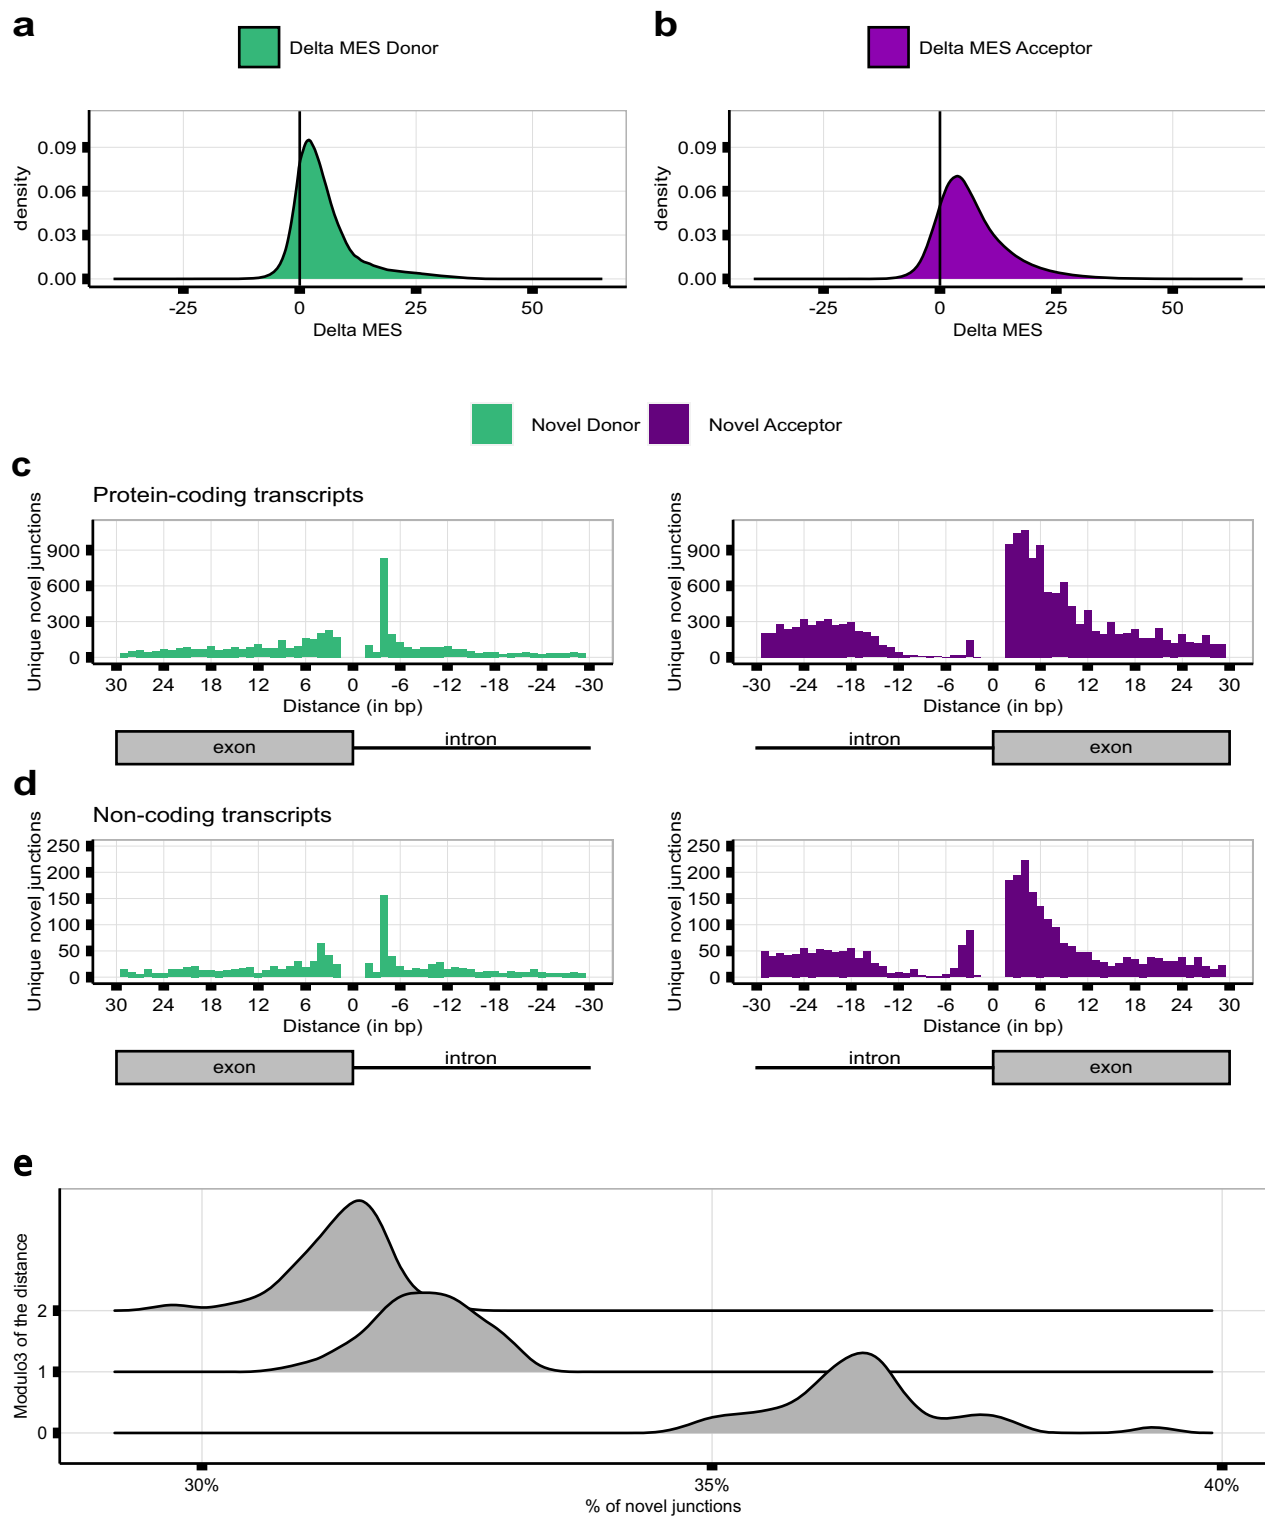 a
Delta MES Donor
density
0.09
0.06
0.03
0.00
-25 0 25 50
Delta MES
b
Delta MES Acceptor
density
0.09
0.06
0.03
0.00
-25 0 25 50
Delta MES
Novel Donor Novel Acceptor
c
Protein-coding transcripts
Unique novel junctions
900
600
300
0
30 24 18 12 6 0 -6 -12 -18 -24 -30
Distance (in bp)
exon intron
Unique novel junctions
900
600
300
0
-30 -24 -18 -12 -6 0 6 12 18 24 30
Distance (in bp)
intron exon
d
Non-coding transcripts
Unique novel junctions
250
200
150
100
50
0
30 24 18 12 6 0 -6 -12 -18 -24 -30
Distance (in bp)
exon intron
Unique novel junctions
250
200
150
100
50
0
-30 -24 -18 -12 -6 0 6 12 18 24 30
Distance (in bp)
intron exon
e
Modulo3 of the distance
2
1
0
30% 35% 40%
% of novel junctions